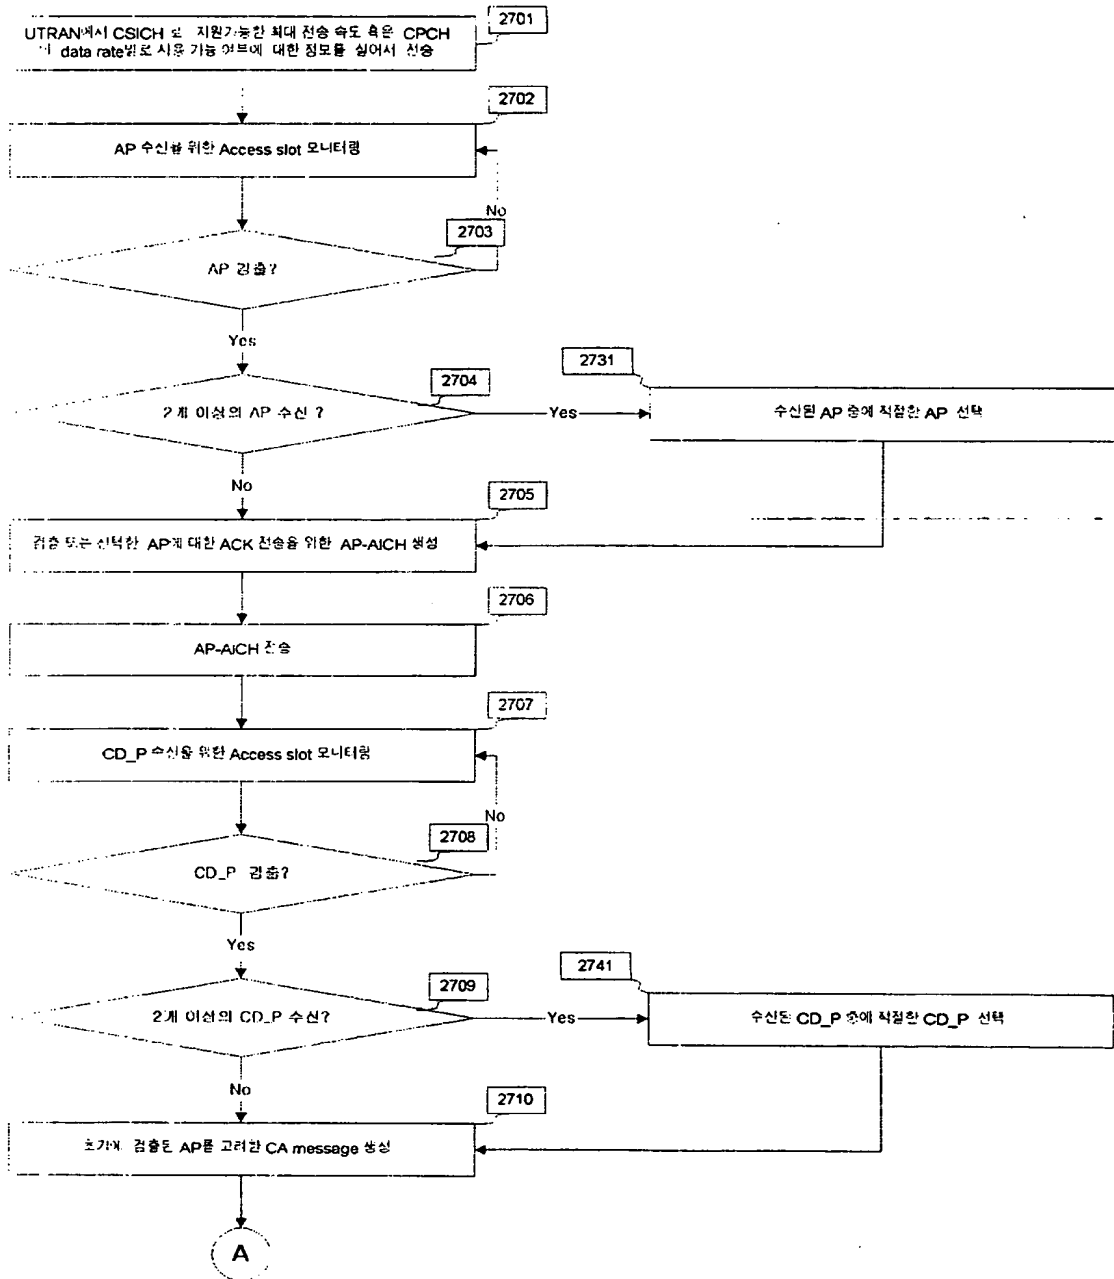 2701
UTRAN에서 CSICH로 지원가능한 최대 전송 속도 혹은 CPCH
의 data rate별로 사용 가능 여부에 대한 정보를 실어서 전송
2702
AP 수신을 위한 Access slot 모니터링
No
2703
AP 검출?
Yes
2704
2731
2개 이상의 AP 수신 ?
Yes
수신된 AP 중에 적절한 AP 선택
No
2705
검출 또는 선택한 AP에 대한 ACK 전송을 위한 AP-AICH 생성
2706
AP-AICH 전송
2707
CD_P 수신을 위한 Access slot 모니터링
No
2708
CD_P 검출?
Yes
2741
2709
2개 이상의 CD_P 수신?
Yes
수신된 CD_P 중에 적절한 CD_P 선택
No
2710
초기에 검출된 AP를 고려한 CA message 생성
A